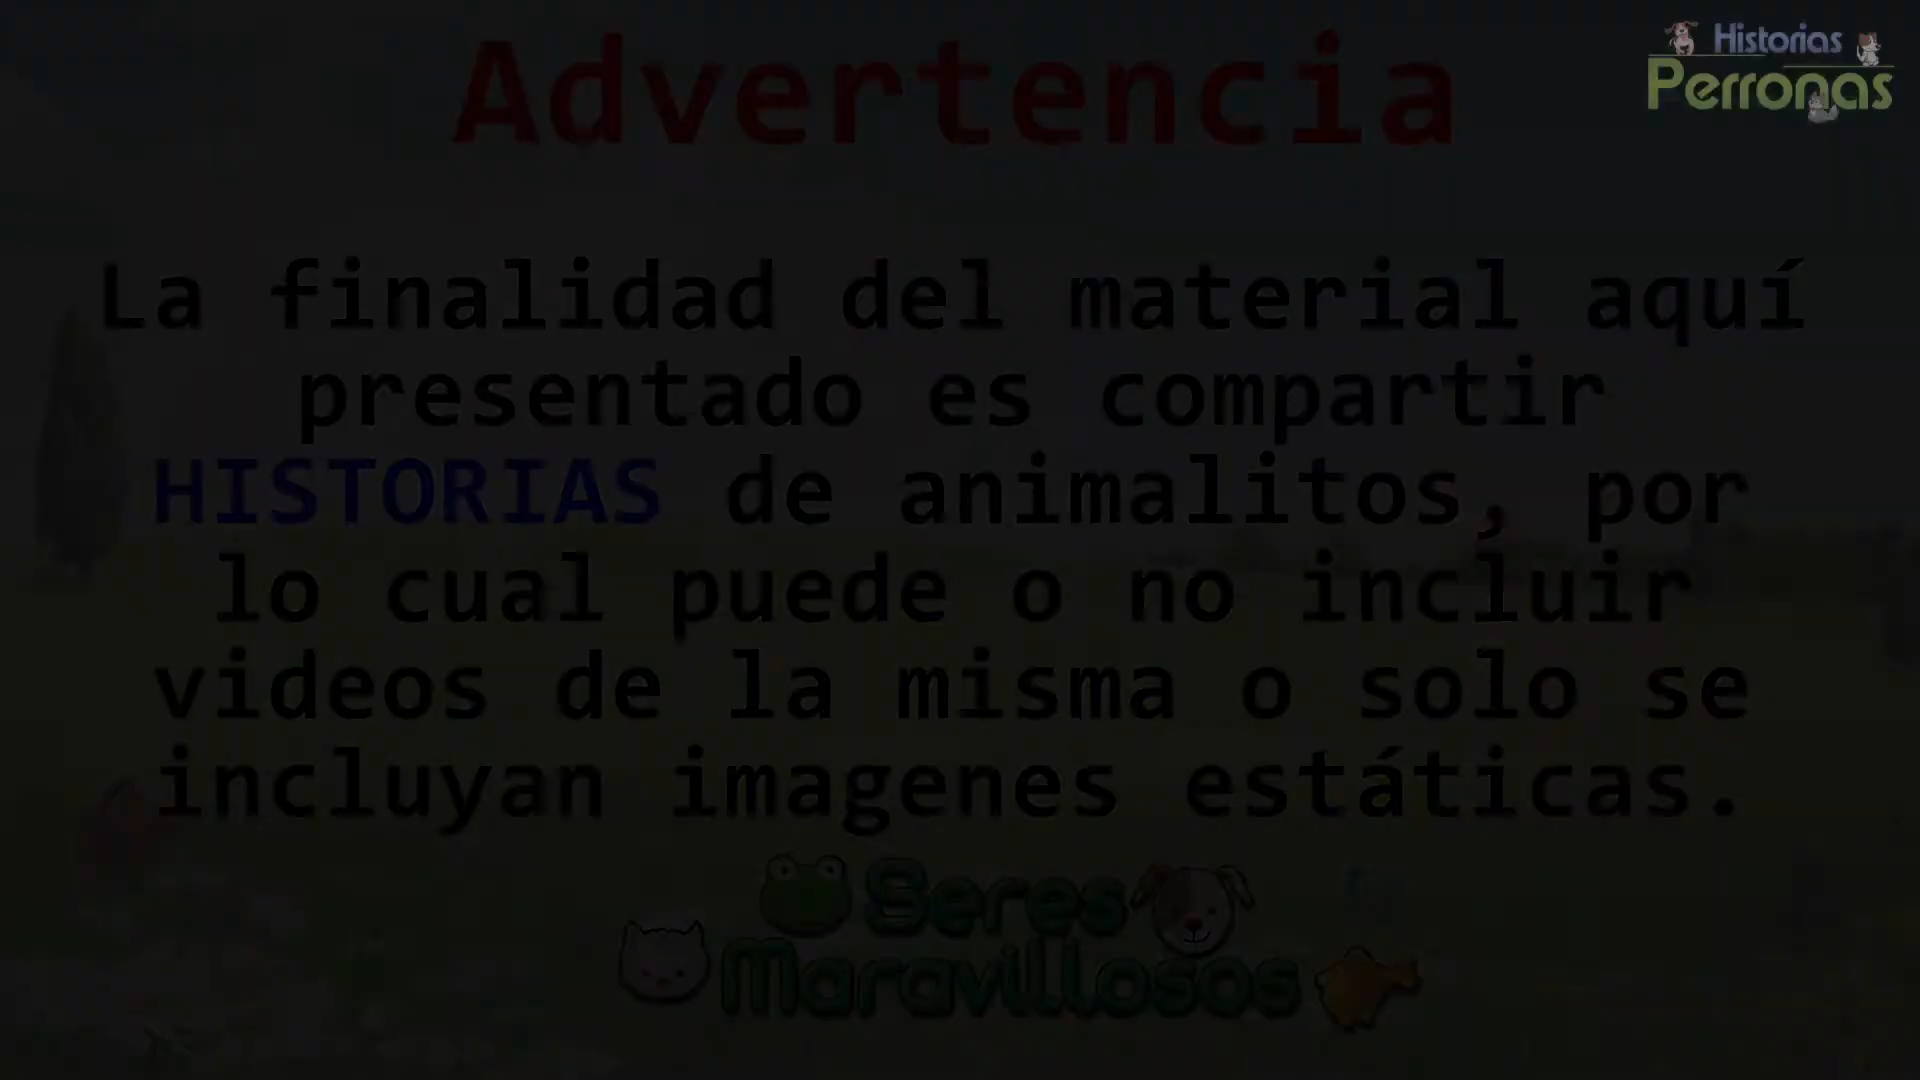 Historias
Perronas
Advertencia
La finalidad del material aquí
presentado es compartir
HISTORIAS de animalitos, por
lo cual puede o no incluir
videos de la misma o solo se
incluyan imagenes estáticas.
Seres
Maravillosos